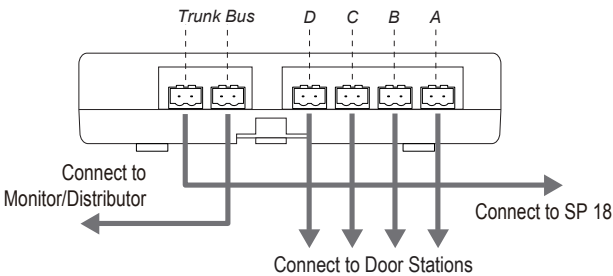 Trunk Bus D C B A
Connect to
Monitor/Distributor
Connect to SP 18
Connect to Door Stations